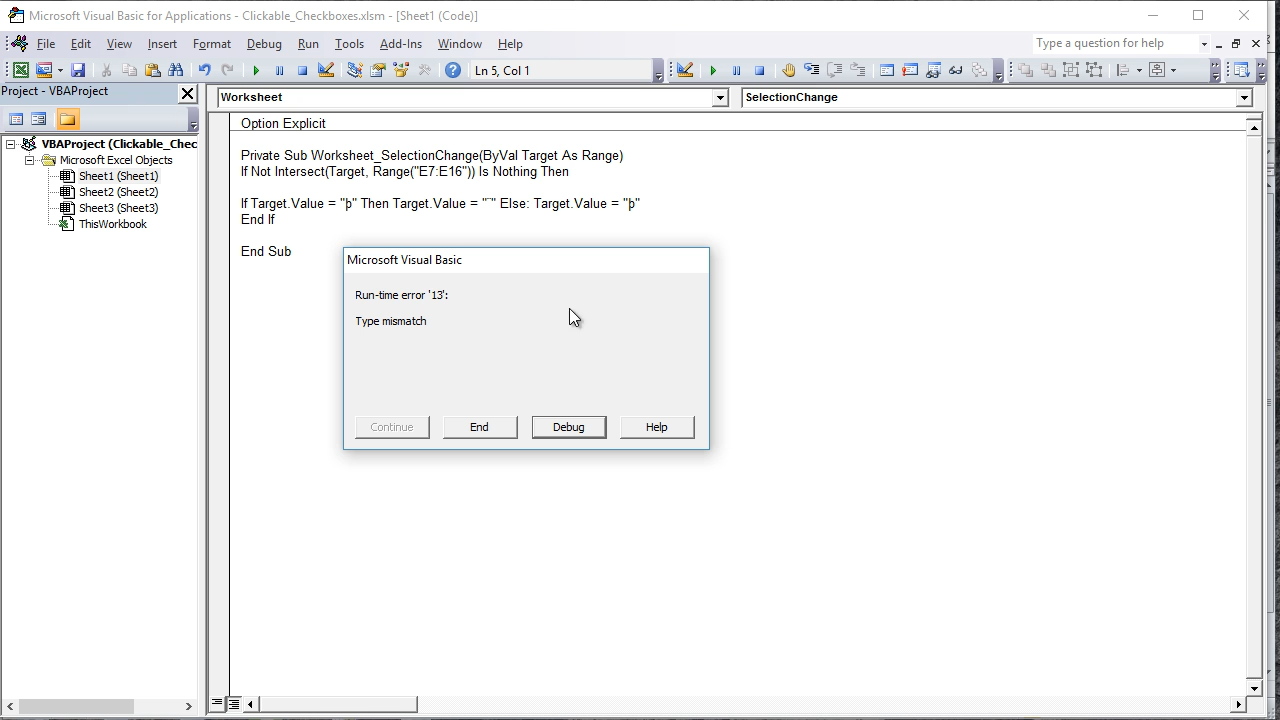 Microsoft Visual Basic for Applications - Clickable_Checkboxes.xlsm - [Sheet1 (Code)]
File Edit View Insert Format Debug Run Tools Add-Ins Window Help
Type a question for help
Ln 5, Col 1
Project - VBAProject
Worksheet
SelectionChange
VBAProject (Clickable_Chec
Microsoft Excel Objects
Sheet1 (Sheet1)
Sheet2 (Sheet2)
Sheet3 (Sheet3)
ThisWorkbook
Option Explicit
Private Sub Worksheet_SelectionChange(ByVal Target As Range)
If Not Intersect(Target, Range("E7:E16")) Is Nothing Then
If Target.Value = "þ" Then Target.Value = "¨" Else: Target.Value = "þ"
End If
End Sub
Microsoft Visual Basic
Run-time error '13':
Type mismatch
Continue End Debug Help